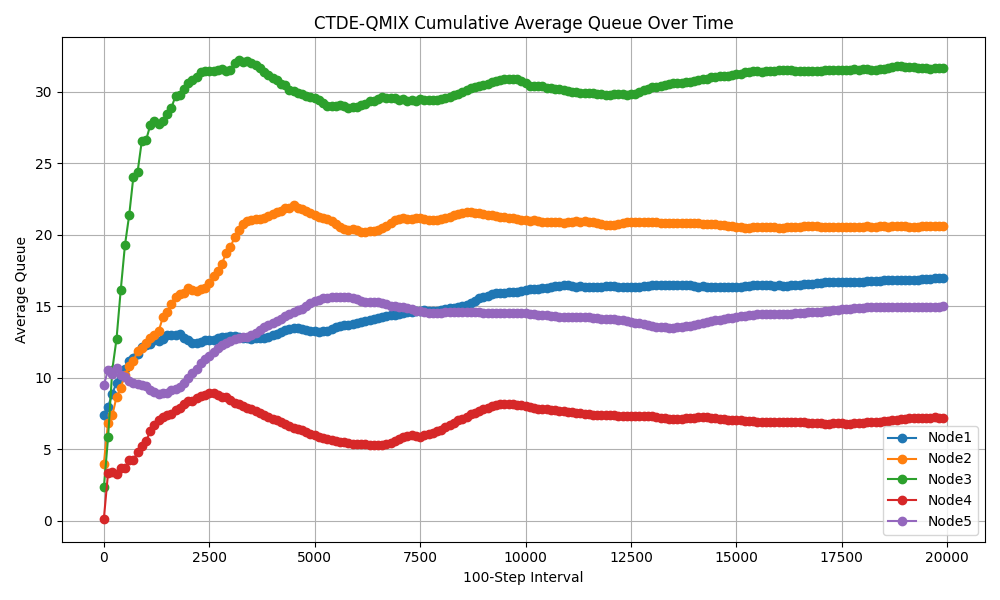 CTDE-QMIX Cumulative Average Queue Over Time
Average Queue
30
25
20
15
10
5
0
0 2500 5000 7500 10000 12500 15000 17500 20000
100-Step Interval
Node1
Node2
Node3
Node4
Node5